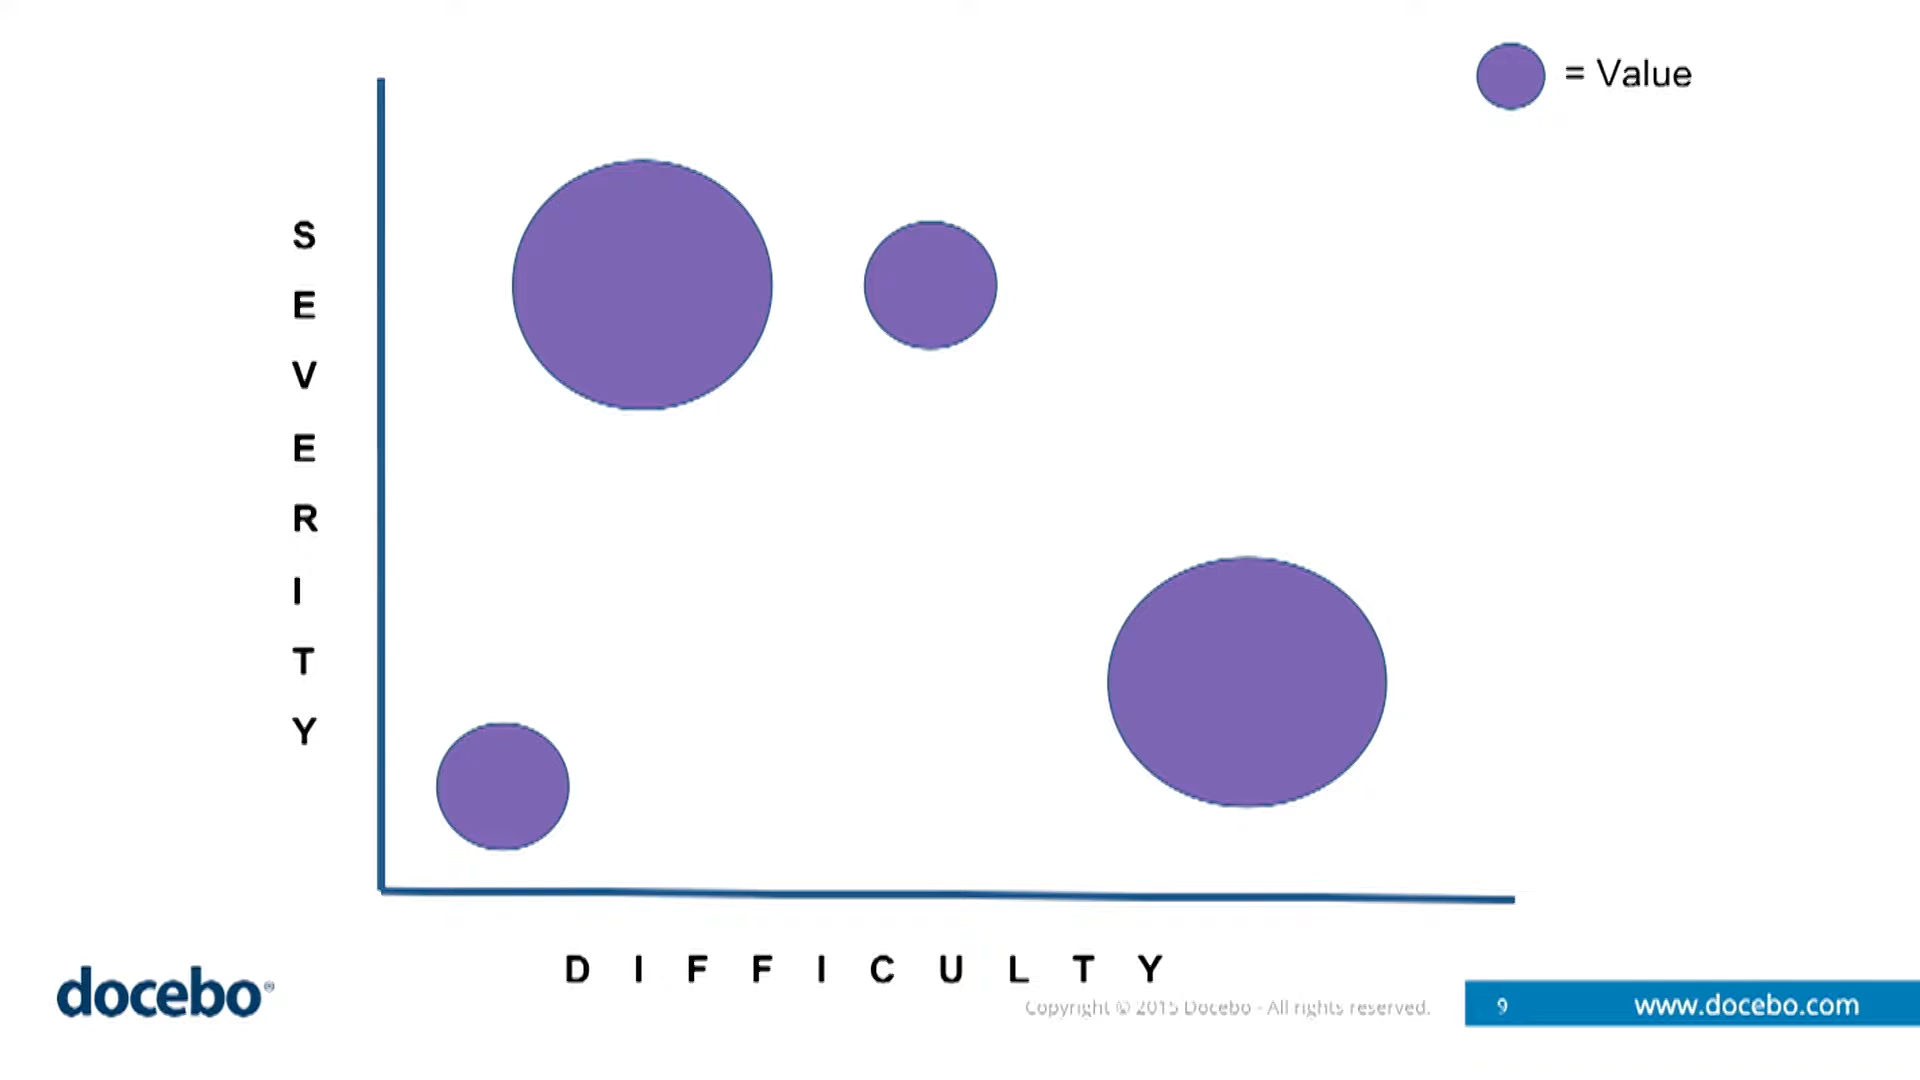 = Value
S
E
V
E
R
I
T
Y
D I F F I C U L T Y
docebo®
Copyright © 2015 Docebo - All rights reserved.
9
www.docebo.com